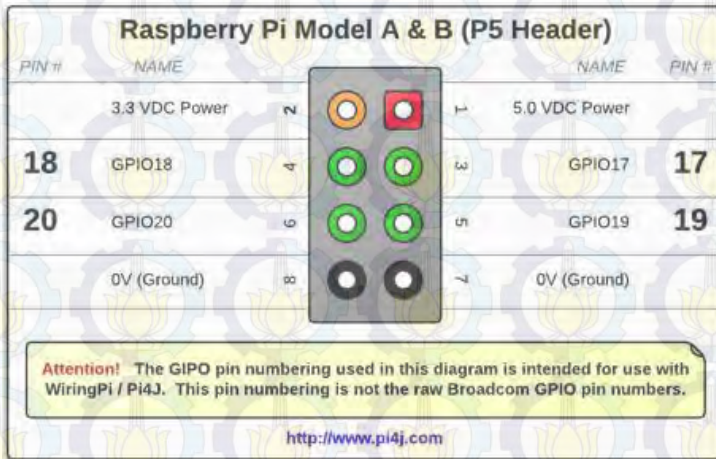 Raspberry Pi Model A & B (P5 Header)
PIN # NAME NAME PIN #
3.3 VDC Power 2 1 5.0 VDC Power
18 GPIO18 4 3 GPIO17 17
20 GPIO20 6 5 GPIO19 19
0V (Ground) 8 7 0V (Ground)
Attention! The GIPO pin numbering used in this diagram is intended for use with
WiringPi / Pi4J. This pin numbering is not the raw Broadcom GPIO pin numbers.
http://www.pi4j.com